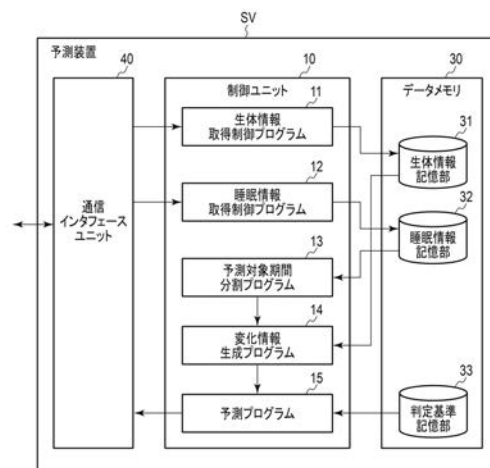 SV
予測装置
40
10
30
制御ユニット
データメモリ
11
生体情報
取得制御プログラム
31
生体情報
記憶部
12
睡眠情報
取得制御プログラム
32
睡眠情報
記憶部
通信
インタフェース
ユニット
13
予測対象期間
分割プログラム
14
変化情報
生成プログラム
15
予測プログラム
33
判定基準
記憶部